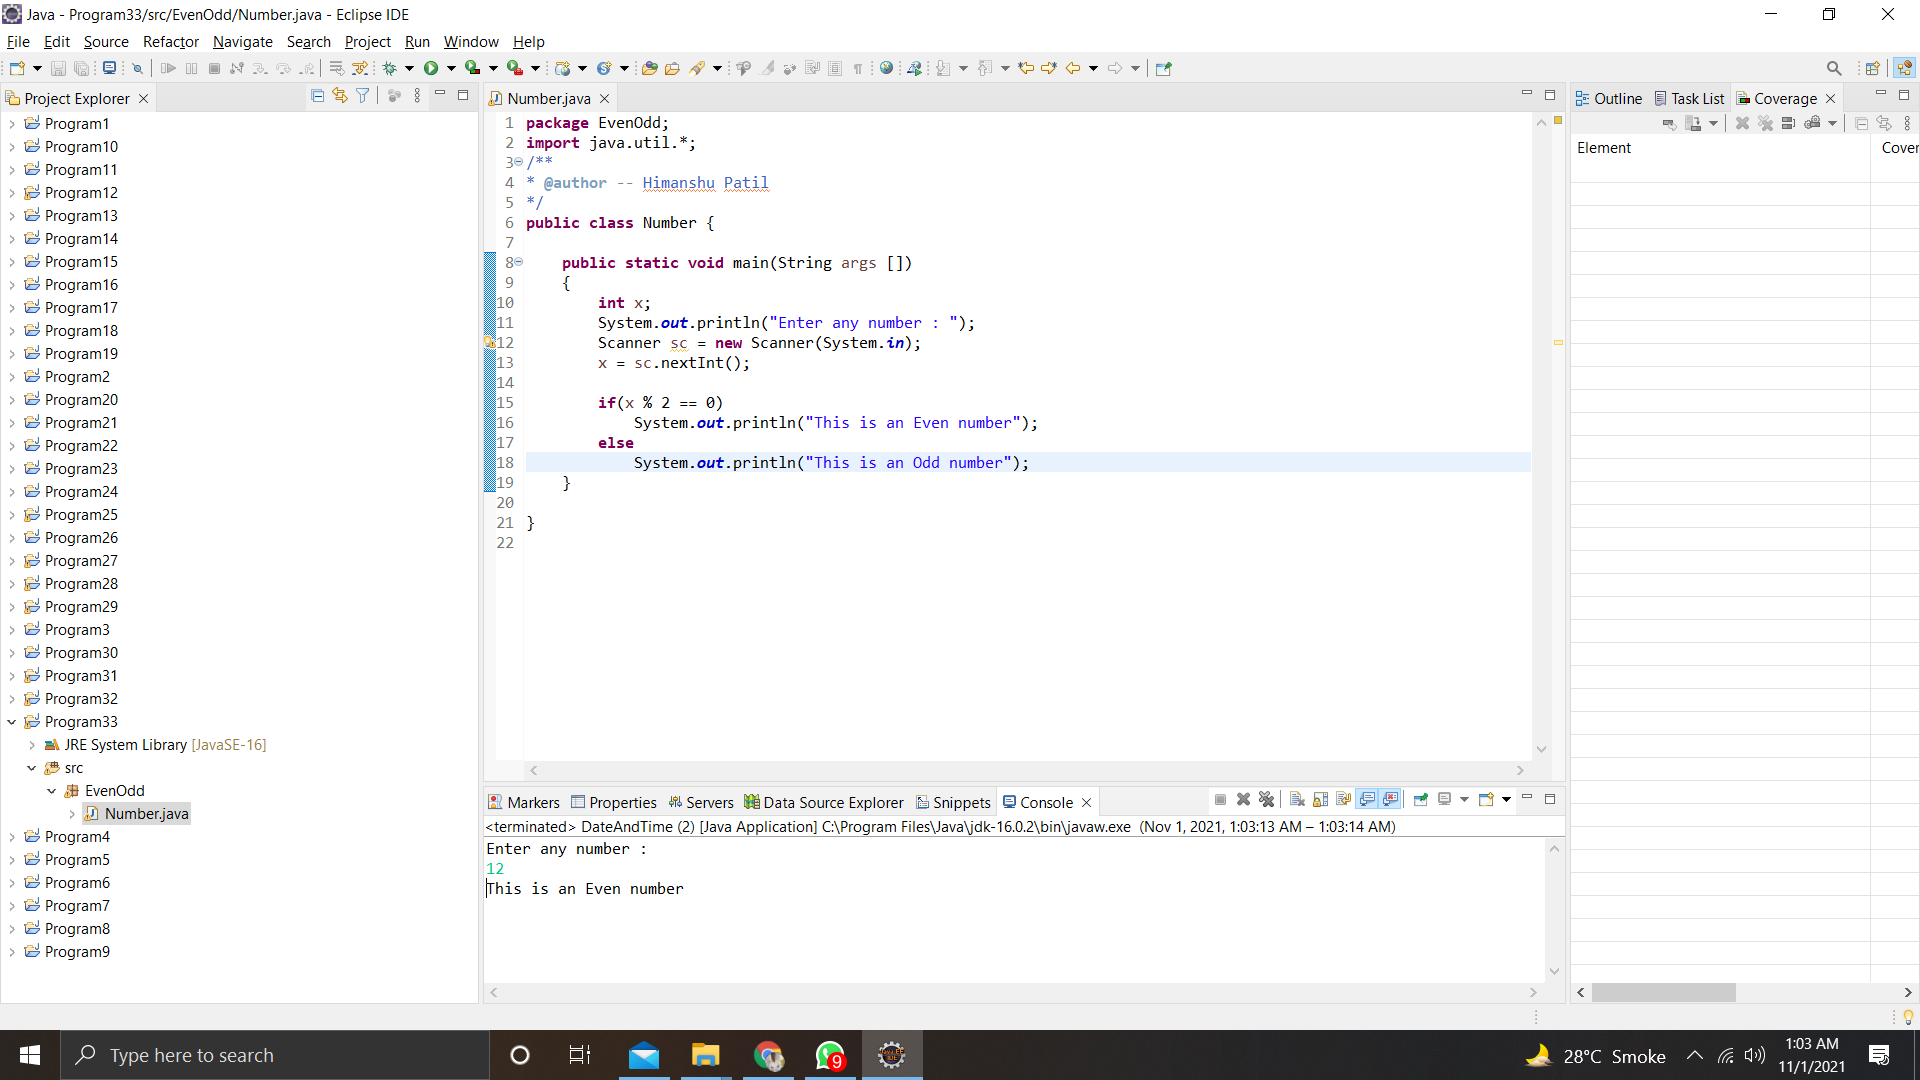 Java - Program33/src/EvenOdd/Number.java - Eclipse IDE
File Edit Source Refactor Navigate Search Project Run Window Help
Project Explorer
Program1
Program10
Program11
Program12
Program13
Program14
Program15
Program16
Program17
Program18
Program19
Program2
Program20
Program21
Program22
Program23
Program24
Program25
Program26
Program27
Program28
Program29
Program3
Program30
Program31
Program32
Program33
JRE System Library [JavaSE-16]
src
EvenOdd
Number.java
Program4
Program5
Program6
Program7
Program8
Program9
Number.java
1 package EvenOdd;
2 import java.util.*;
3 /**
4 * @author -- Himanshu Patil
5 */
6 public class Number {
7
8 public static void main(String args [])
9 {
10 int x;
11 System.out.println("Enter any number : ");
12 Scanner sc = new Scanner(System.in);
13 x = sc.nextInt();
14
15 if(x % 2 == 0)
16 System.out.println("This is an Even number");
17 else
18 System.out.println("This is an Odd number");
19 }
20
21 }
22
Markers Properties Servers Data Source Explorer Snippets Console
<terminated> DateAndTime (2) [Java Application] C:\Program Files\Java\jdk-16.0.2\bin\javaw.exe (Nov 1, 2021, 1:03:13 AM – 1:03:14 AM)
Enter any number :
12
This is an Even number
Outline Task List Coverage
Element Cover
Type here to search
9
28°C Smoke
1:03 AM
11/1/2021